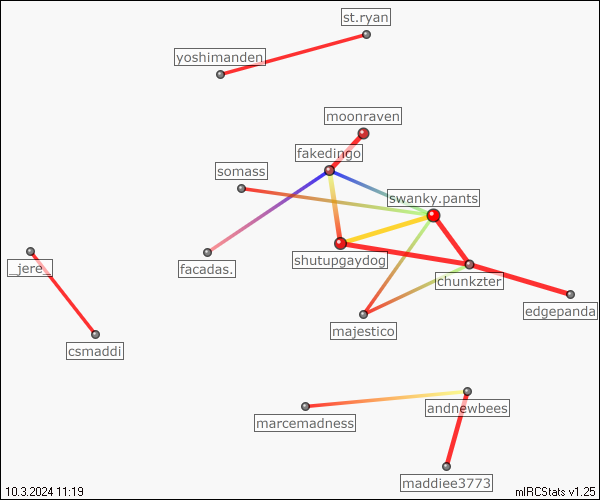 st.ryan
yoshimanden
moonraven
fakedingo
somass
swanky.pants
shutupgaydog
facadas.
_jere_
chunkzter
edgepanda
majestico
csmaddi
andnewbees
marcemadness
maddiee3773
10.3.2024 11:19
mIRCStats v1.25